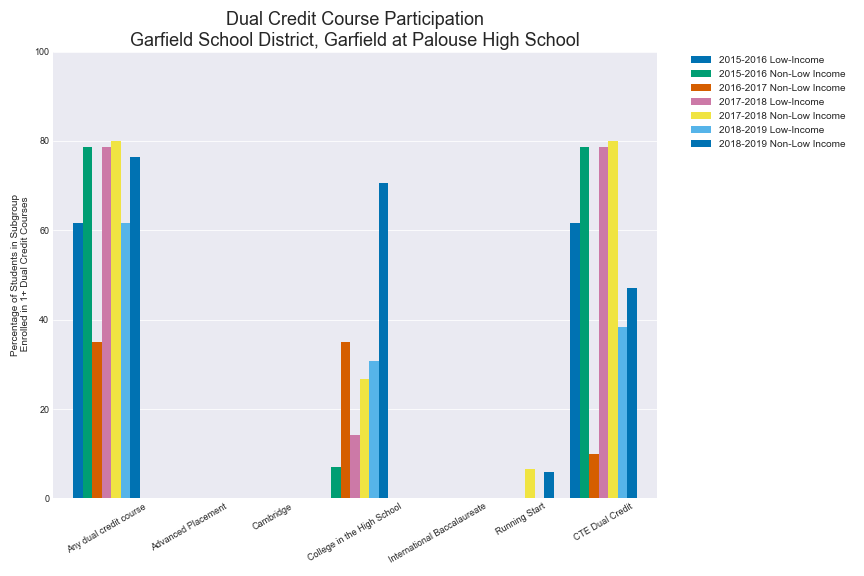 Dual Credit Course Participation
Garfield School District, Garfield at Palouse High School
100
80
60
40
20
0
Percentage of Students in Subgroup
Enrolled in 1+ Dual Credit Courses
Any dual credit course
Advanced Placement
Cambridge
College in the High School
International Baccalaureate
Running Start
CTE Dual Credit
2015-2016 Low-Income
2015-2016 Non-Low Income
2016-2017 Non-Low Income
2017-2018 Low-Income
2017-2018 Non-Low Income
2018-2019 Low-Income
2018-2019 Non-Low Income